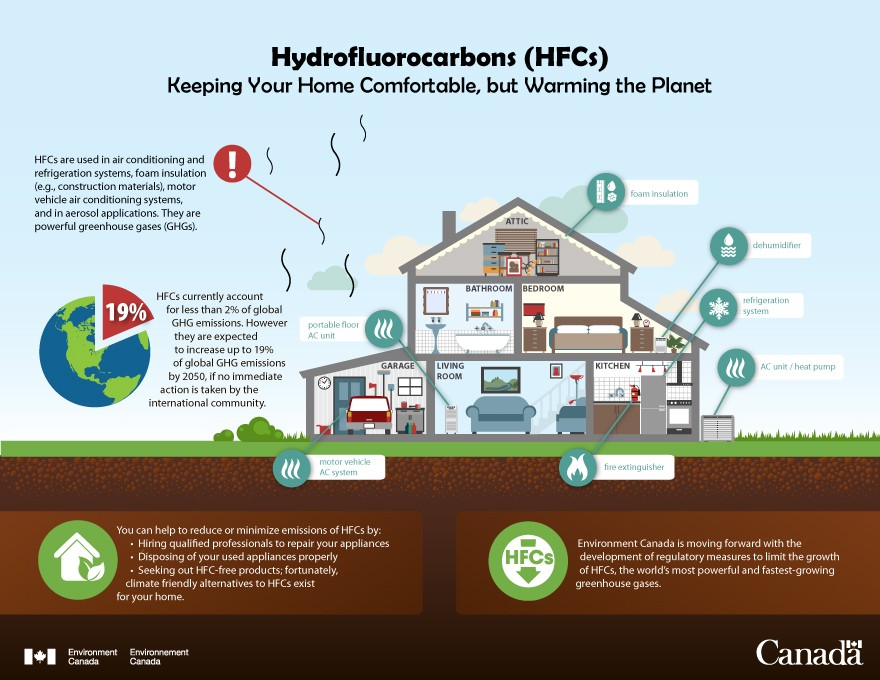 Hydrofluorocarbons (HFCs)
Keeping Your Home Comfortable, but Warming the Planet
HFCs are used in air conditioning and
refrigeration systems, foam insulation
(e.g., construction materials), motor
vehicle air conditioning systems,
and in aerosol applications. They are
powerful greenhouse gases (GHGs).
!
19%
HFCs currently account
for less than 2% of global
GHG emissions. However
they are expected
to increase up to 19%
of global GHG emissions
by 2050, if no immediate
action is taken by the
international community.
foam insulation
dehumidifier
refrigeration
system
AC unit / heat pump
portable floor
AC unit
ATTIC
BATHROOM
BEDROOM
GARAGE
LIVING
ROOM
KITCHEN
motor vehicle
AC system
fire extinguisher
You can help to reduce or minimize emissions of HFCs by:
• Hiring qualified professionals to repair your appliances
• Disposing of your used appliances properly
• Seeking out HFC-free products; fortunately,
climate friendly alternatives to HFCs exist
for your home.
HFCs
Environment Canada is moving forward with the
development of regulatory measures to limit the growth
of HFCs, the world's most powerful and fastest-growing
greenhouse gases.
Environment
Canada
Environnement
Canada
Canada